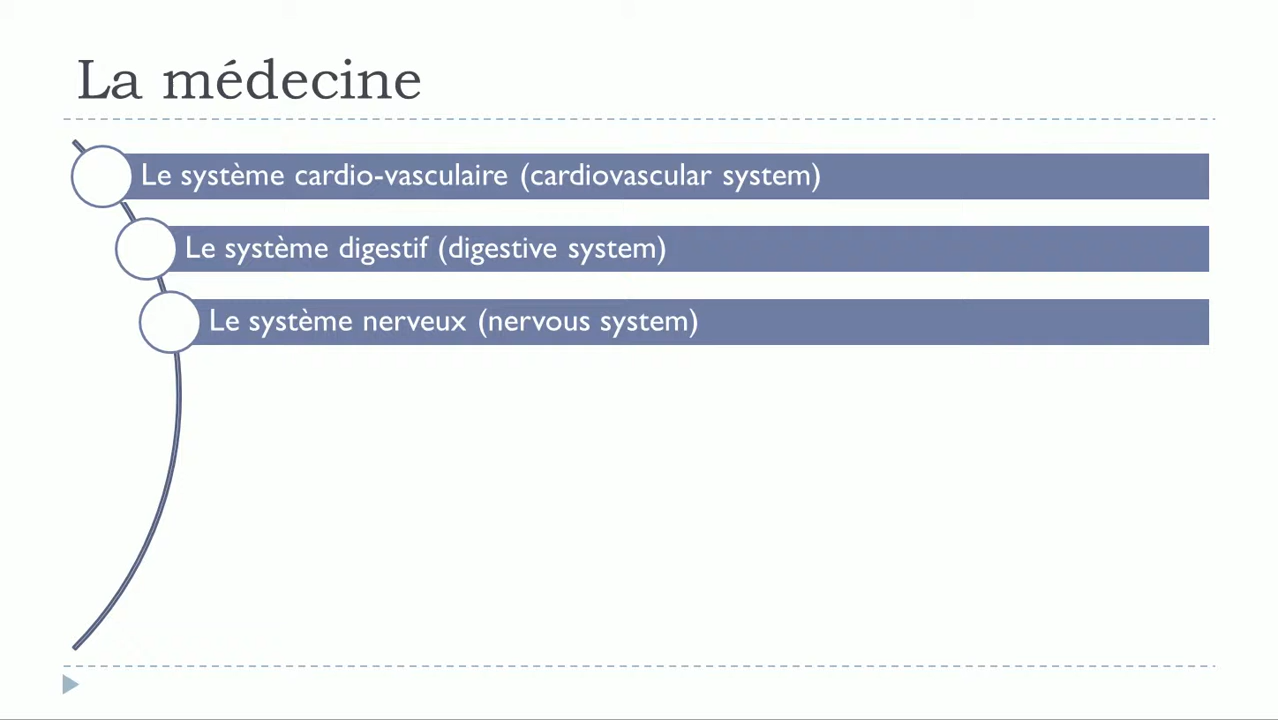 La médecine
Le système cardio-vasculaire (cardiovascular system)
Le système digestif (digestive system)
Le système nerveux (nervous system)